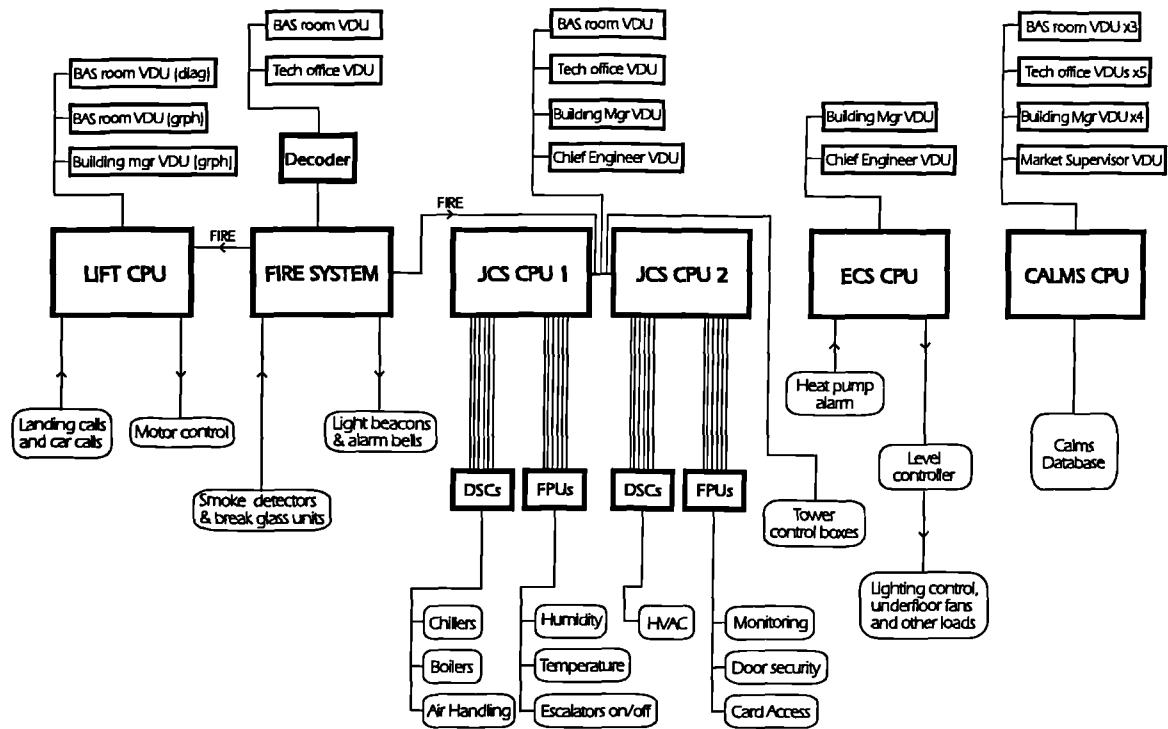 BAS room VDU (diag)
BAS room VDU (grph)
Building mgr VDU (grph)
BAS room VDU
Tech office VDU
Decoder
BAS room VDU
Tech office VDU
Building Mgr VDU
Chief Engineer VDU
Building Mgr VDU
Chief Engineer VDU
BAS room VDU x3
Tech office VDUs x5
Building Mgr VDU x4
Market Supervisor VDU
FIRE
FIRE
LIFT CPU
FIRE SYSTEM
JCS CPU 1
JCS CPU 2
ECS CPU
CALMS CPU
Landing calls
and car calls
Motor control
Smoke detectors
& break glass units
Light beacons
& alarm bells
DSCs
FPUs
DSCs
FPUs
Tower
control boxes
Heat pump
alarm
Level
controller
Lighting control,
underfloor fans
and other loads
Calms
Database
Chillers
Boilers
Air Handling
Humidity
Temperature
Escalators on/off
HVAC
Monitoring
Door security
Card Access